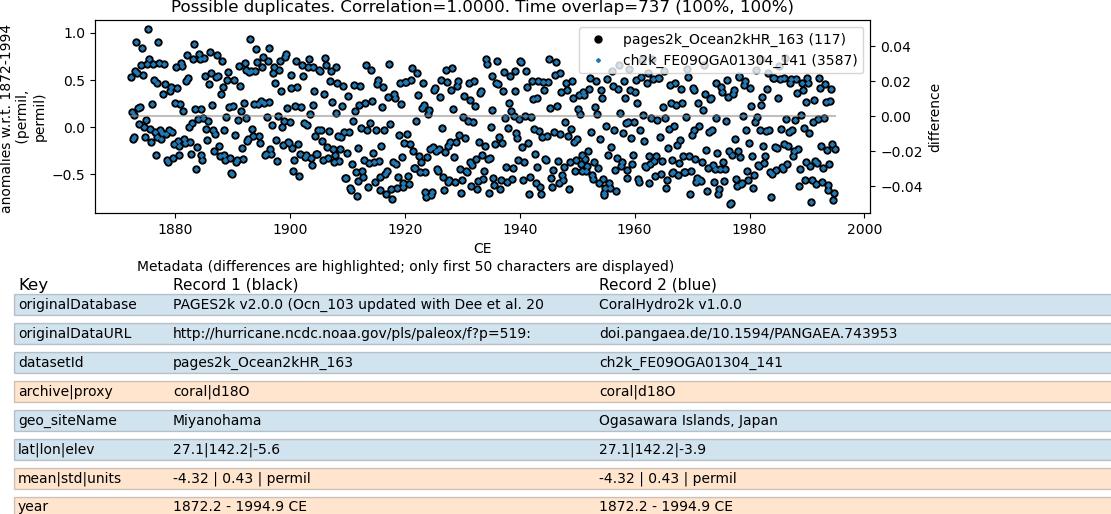 Possible duplicates. Correlation=1.0000. Time overlap=737 (100%, 100%)
anomalies w.r.t. 1872-1994
(permil,
permil)
1.0
0.5
0.0
−0.5
pages2k_Ocean2kHR_163 (117)
ch2k_FE09OGA01304_141 (3587)
0.04
0.02
0.00
−0.02
−0.04
difference
1880 1900 1920 1940 1960 1980 2000
CE
Metadata (differences are highlighted; only first 50 characters are displayed)
Key Record 1 (black) Record 2 (blue)
originalDatabase PAGES2k v2.0.0 (Ocn_103 updated with Dee et al. 20 CoralHydro2k v1.0.0
originalDataURL http://hurricane.ncdc.noaa.gov/pls/paleox/f?p=519: doi.pangaea.de/10.1594/PANGAEA.743953
datasetId pages2k_Ocean2kHR_163 ch2k_FE09OGA01304_141
archive|proxy coral|d18O coral|d18O
geo_siteName Miyanohama Ogasawara Islands, Japan
lat|lon|elev 27.1|142.2|-5.6 27.1|142.2|-3.9
mean|std|units -4.32 | 0.43 | permil -4.32 | 0.43 | permil
year 1872.2 - 1994.9 CE 1872.2 - 1994.9 CE